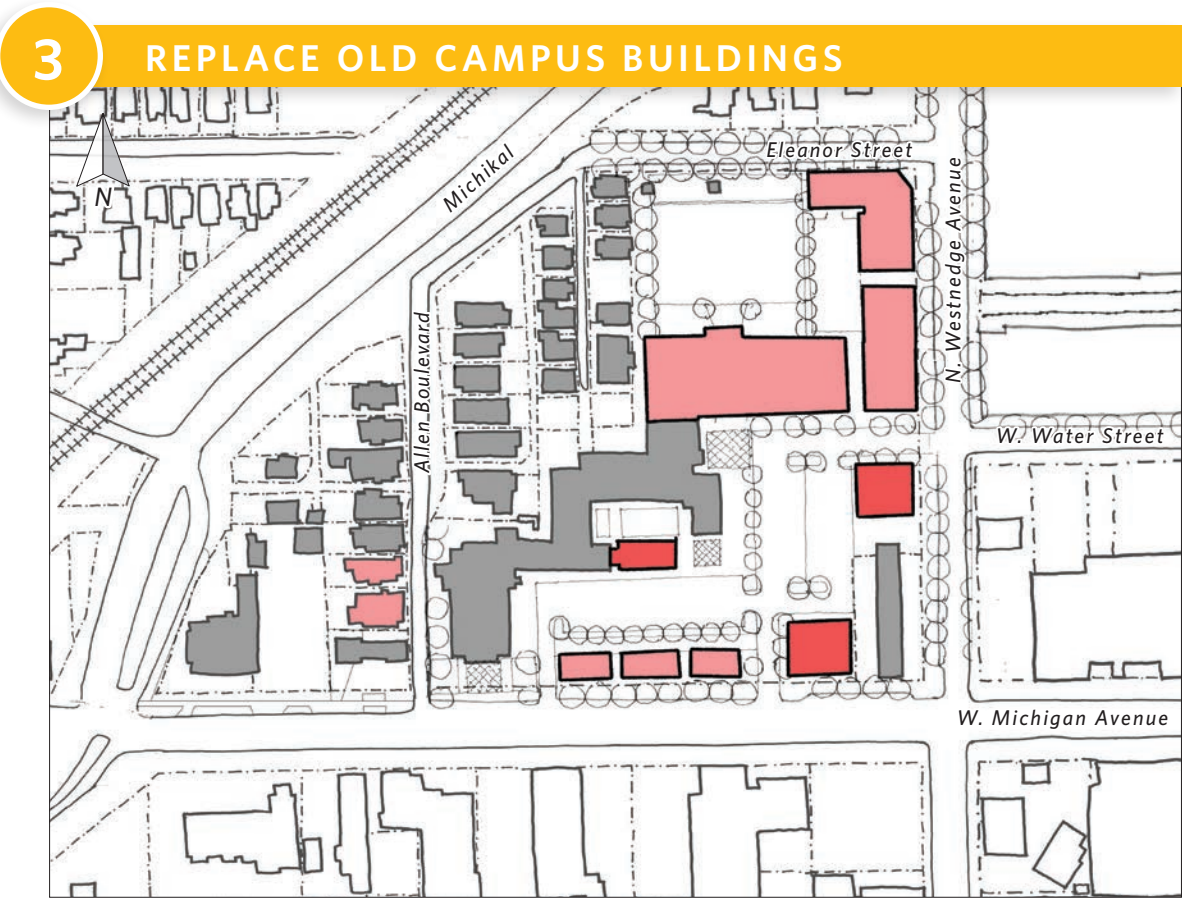 3
REPLACE OLD CAMPUS BUILDINGS
N
Michikal
Eleanor Street
N. Westnedge Avenue
Allen Boulevard
W. Water Street
W. Michigan Avenue